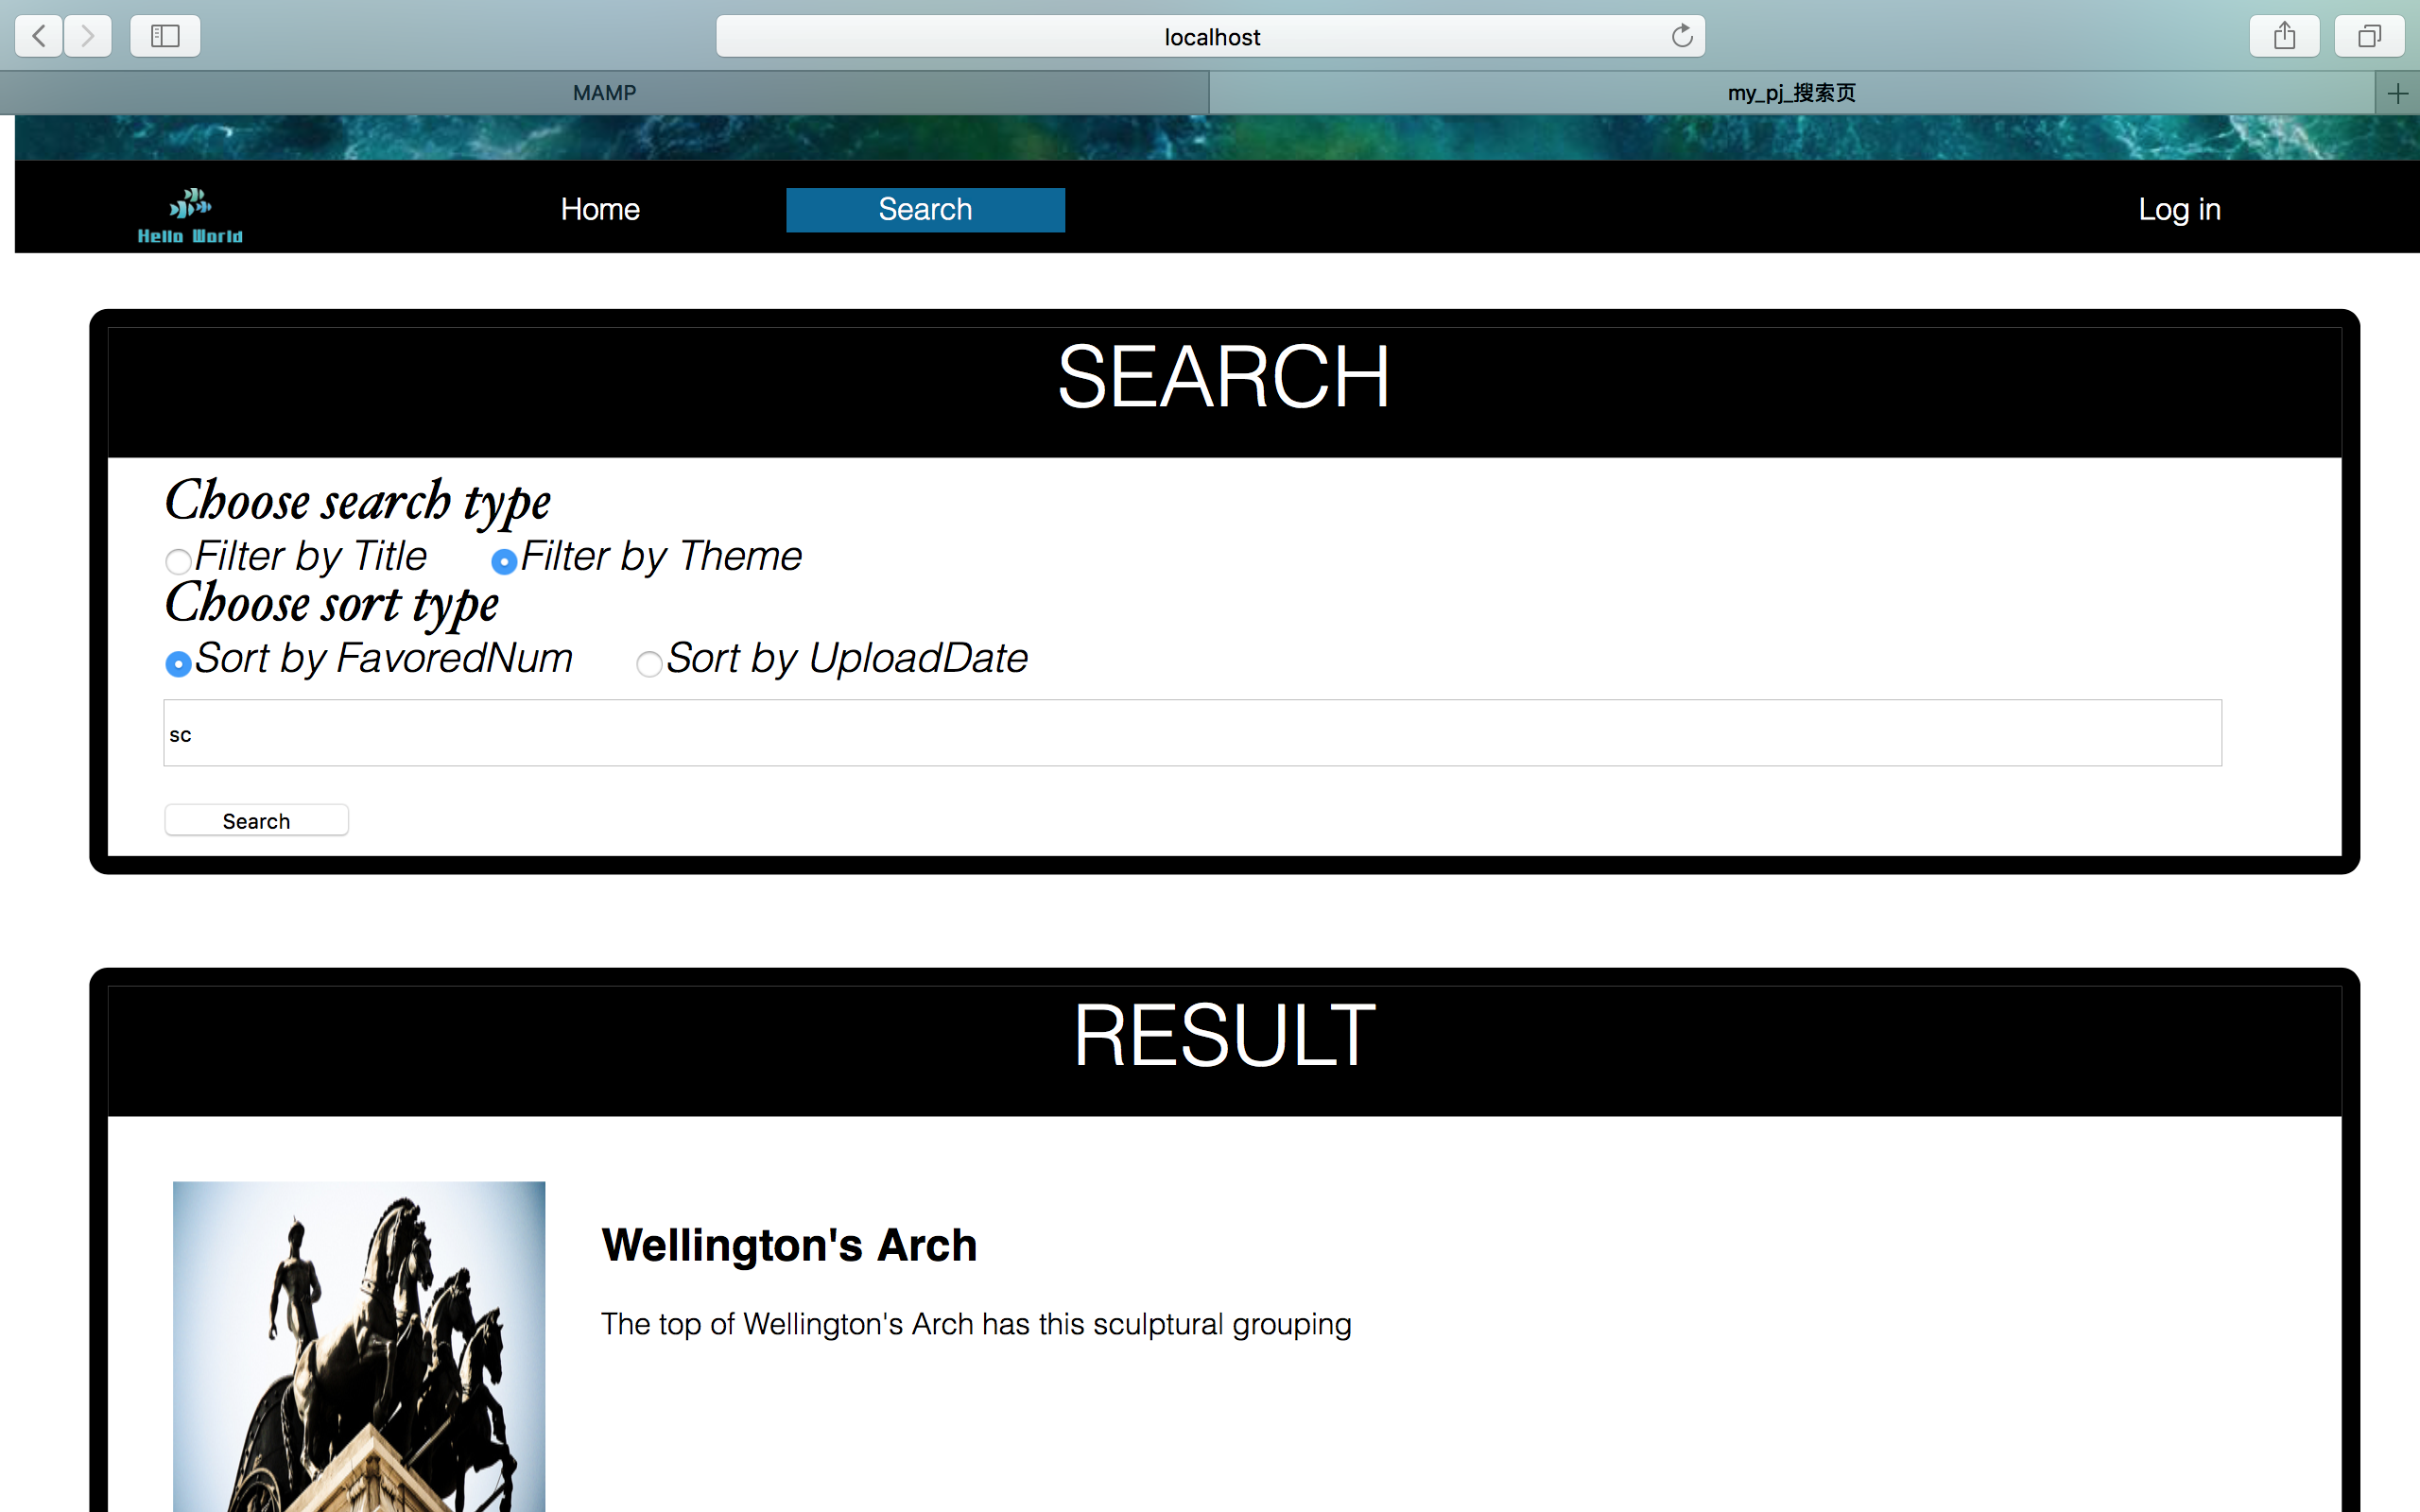 localhost
MAMP
my_pj_搜索页
Hello World
Home
Search
Log in
SEARCH
Choose search type
Filter by Title
Filter by Theme
Choose sort type
Sort by FavoredNum
Sort by UploadDate
sc
Search
RESULT
Wellington's Arch
The top of Wellington's Arch has this sculptural grouping